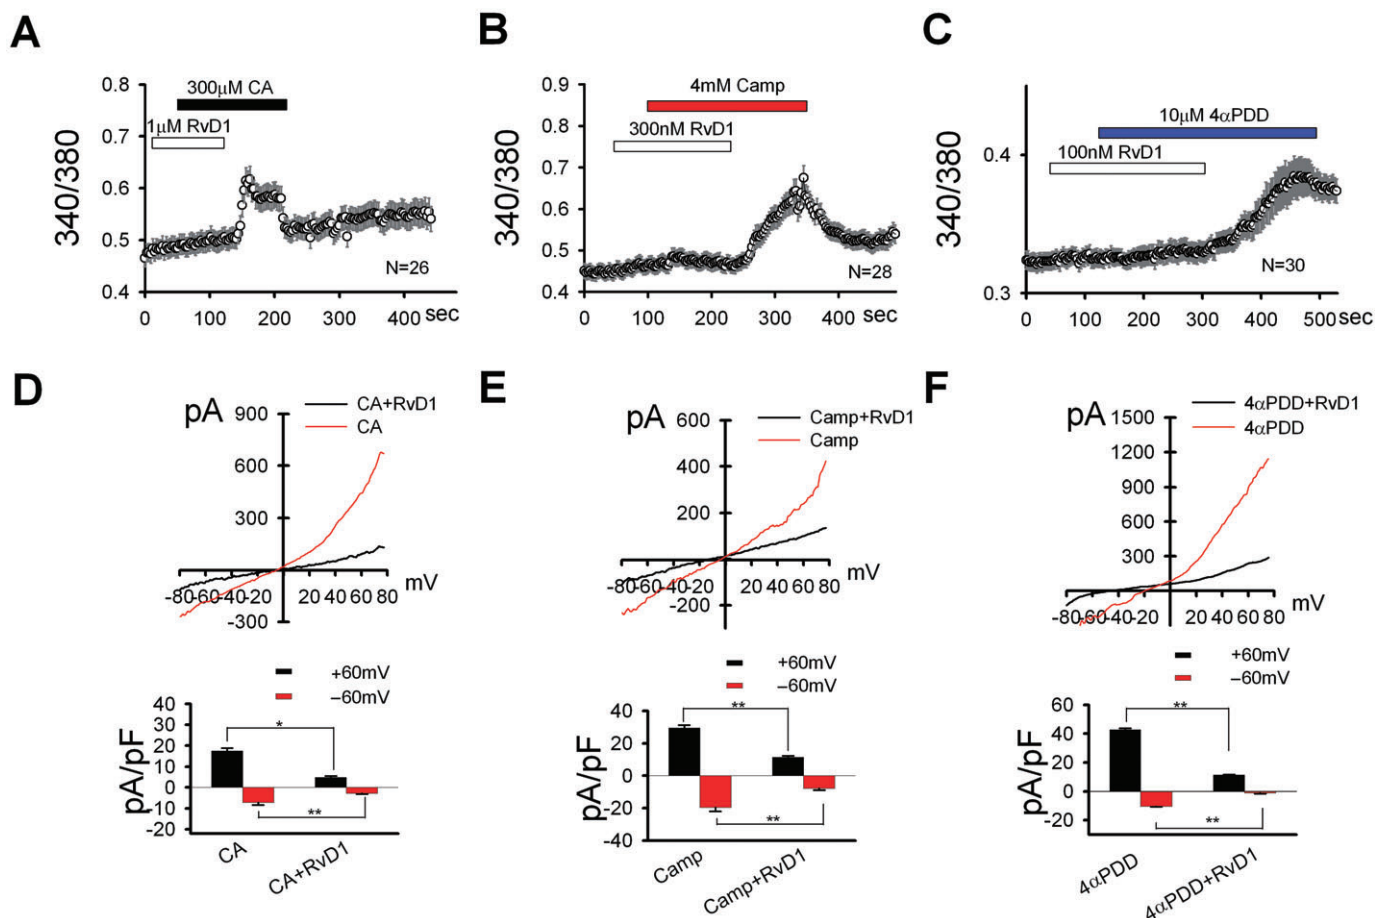 A
B
C
340/380
0.8
0.7
0.6
0.5
0.4
300μM CA
1μM RvD1
N=26
0
100
200
300
400
sec
340/380
0.9
0.8
0.7
0.6
0.5
0.4
4mM Camp
300nM RvD1
N=28
0
100
200
300
400
sec
340/380
0.4
0.3
10μM 4αPDD
100nM RvD1
N=30
0
100
200
300
400
500
sec
D
E
F
pA
900
600
300
-300
CA+RvD1
CA
-80
-60
-40
-20
20
40
60
80
mV
pA
600
400
200
-200
Camp+RvD1
Camp
-80
-60
-40
-20
20
40
60
80
mV
pA
1500
1200
900
600
300
4αPDD+RvD1
4αPDD
-80
-60
-40
-20
20
40
60
80
mV
+60mV
–60mV
pA/pF
40
30
20
10
0
-10
-20
*
**
CA
CA+RvD1
+60mV
–60mV
pA/pF
40
20
0
-20
-40
**
**
Camp
Camp+RvD1
+60mV
–60mV
pA/pF
60
40
20
0
-20
**
**
4αPDD
4αPDD+RvD1